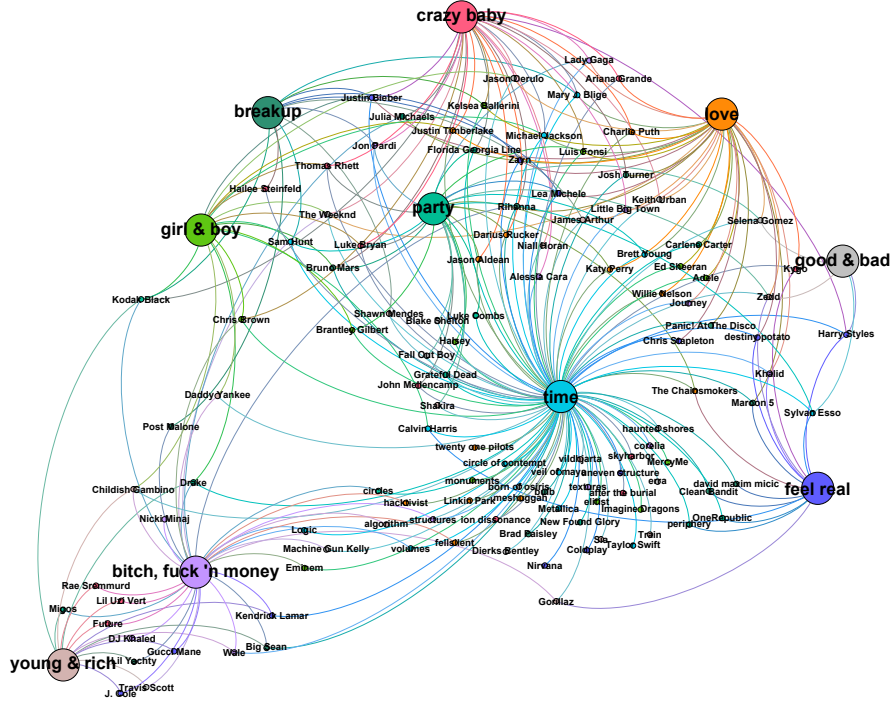 crazy baby
Lady Gaga
Jason Derulo
Ariana Grande
Mary J. Blige
Justin Bieber
Kelsea Ballerini
breakup
love
Julia Michaels
Justin Timberlake
Michael Jackson
Charlie Puth
Jon Pardi
Florida Georgia Line
Luis Fonsi
Zayn
Thomas Rhett
Josh Turner
Hailee Steinfeld
Lea Michele
Keith Urban
party
Rihanna
Little Big Town
The Weeknd
James Arthur
Selena Gomez
girl & boy
Darius Rucker
Sam Hunt
Luke Bryan
Niall Horan
Carlene Carter
Brett Young
good & bad
Jason Aldean
Bruno Mars
Ed Sheeran
Katy Perry
Kygo
Alessia Cara
Adele
Kodak Black
Willie Nelson
Zedd
Journey
Shawn Mendes
Luke Combs
Chris Brown
Blake Shelton
Brantley Gilbert
Panic! At The Disco
Harry Styles
destiny potato
Halsey
Chris Stapleton
Fall Out Boy
Grateful Dead
Khalid
John Mellencamp
The Chainsmokers
Daddy Yankee
time
Maroon 5
Shakira
Sylvan Esso
Post Malone
Calvin Harris
haunted shores
twenty one pilots
corelia
vildhjarta
skyharbor
circle of contempt
MercyMe
veil of maya
uneven structure
Drake
monuments
erra
Childish Gambino
born of osiris
textures
david maxim micic
circles
bulb
after the burial
Clean Bandit
feel real
hacktivist
Linkin Park
meshuggah
elitist
Metallica
Imagine Dragons
Nicki Minaj
algorithm
structures
ion dissonance
New Found Glory
OneRepublic
periphery
Logic
Brad Paisley
Train
Sia
fellsilent
Taylor Swift
Machine Gun Kelly
volumes
Dierks Bentley
Coldplay
bitch, fuck 'n money
Eminem
Nirvana
Rae Sremmurd
Lil Uzi Vert
Gorillaz
Migos
Kendrick Lamar
Future
DJ Khaled
Gucci Mane
Big Sean
Wale
young & rich
Lil Yachty
Travis Scott
J. Cole